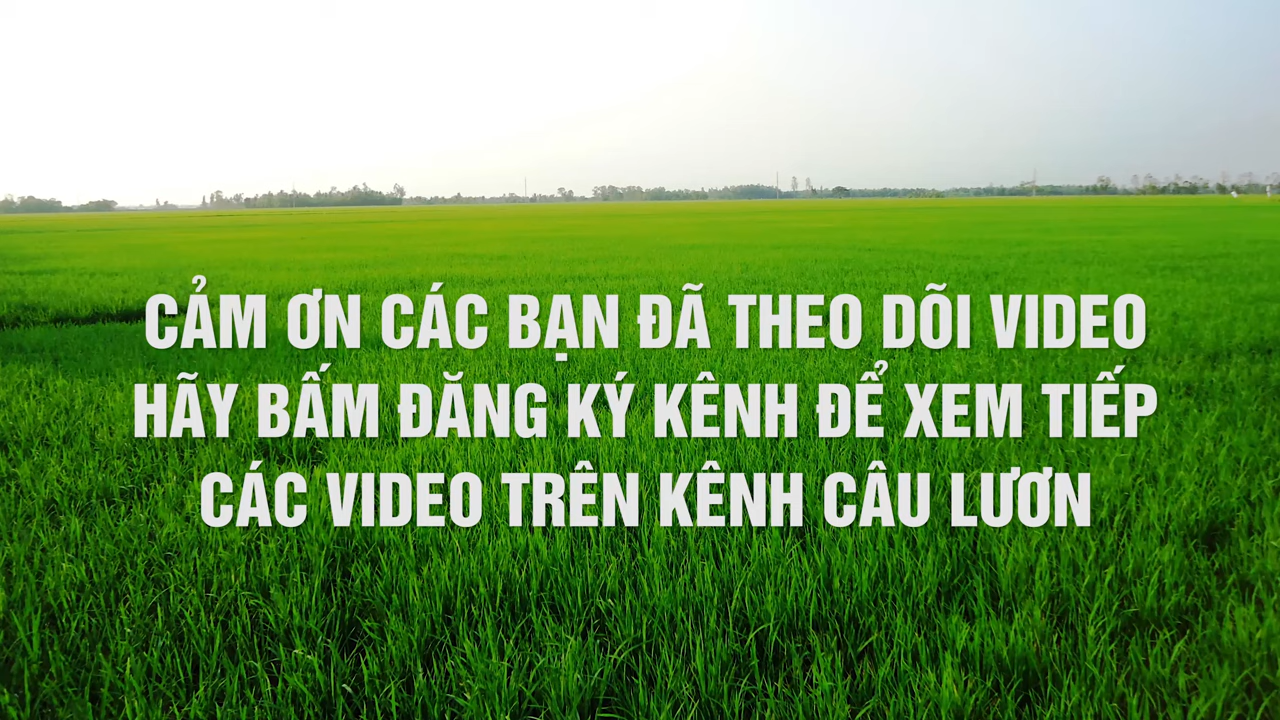 CẢM ƠN CÁC BẠN ĐÃ THEO DÕI VIDEO
HÃY BẤM ĐĂNG KÝ KÊNH ĐỂ XEM TIẾP
CÁC VIDEO TRÊN KÊNH CÂU LƯƠN